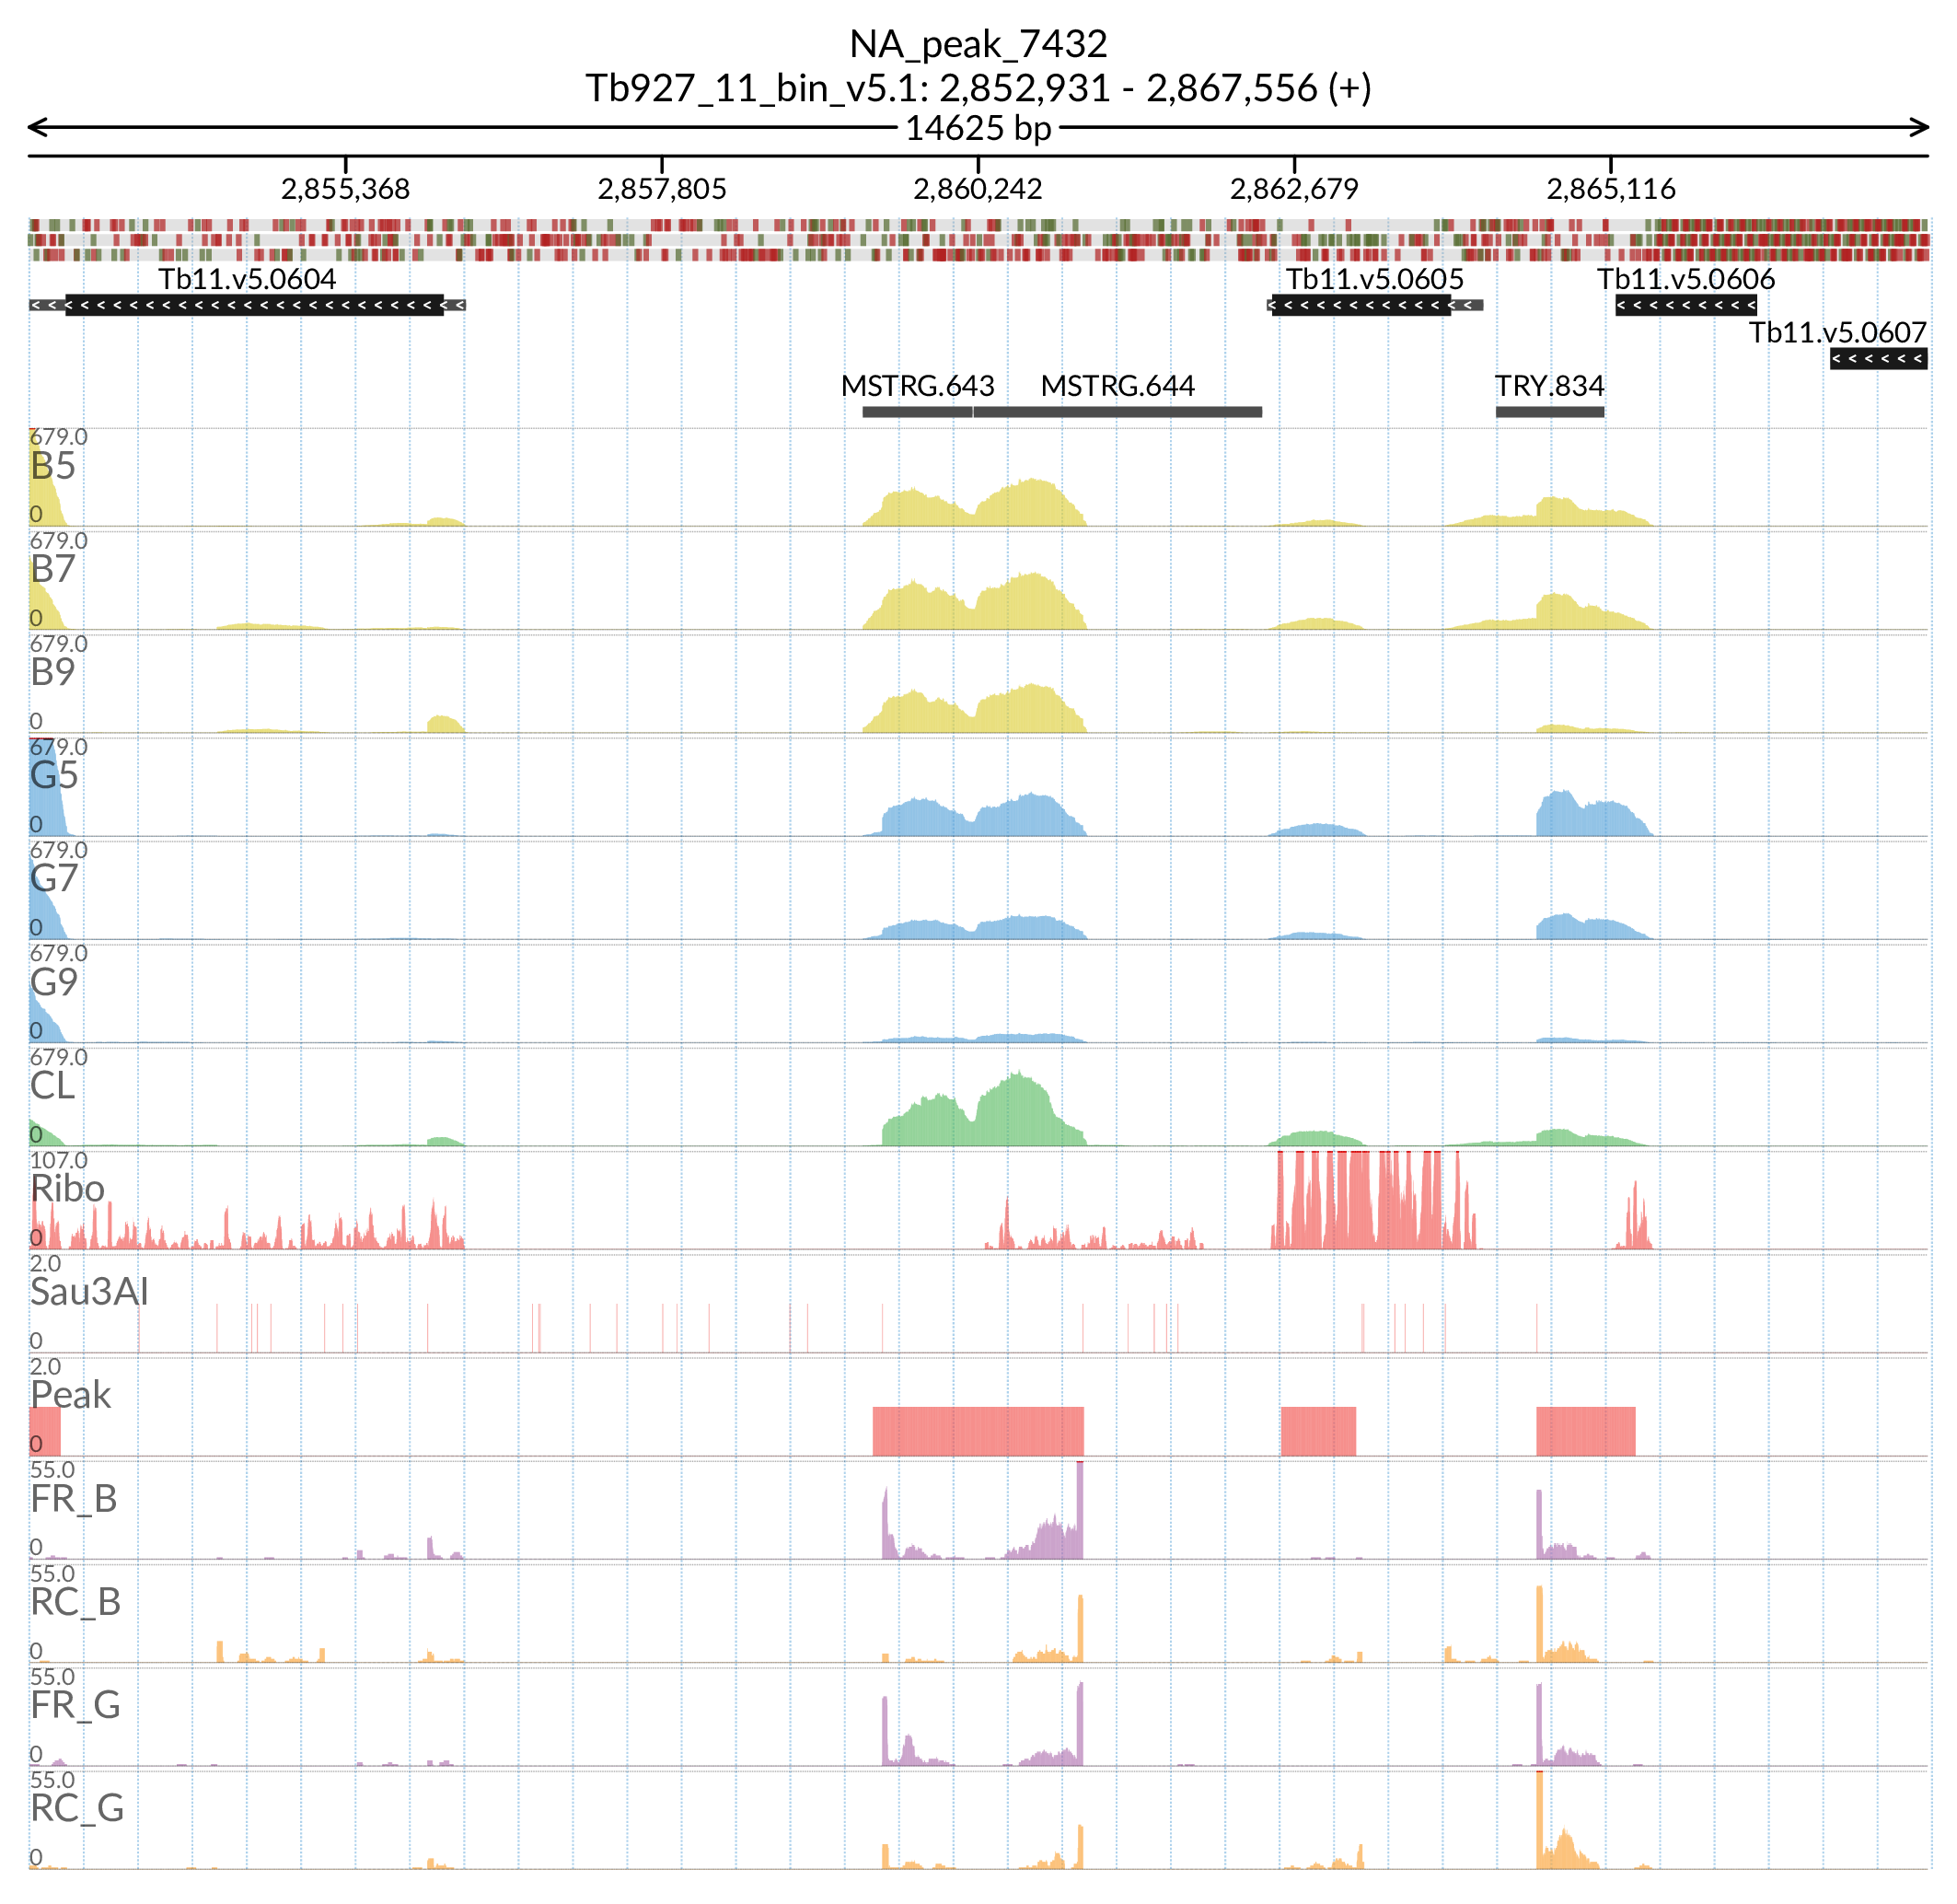 NA_peak_7432
Tb927_11_bin_v5.1: 2,852,931 - 2,867,556 (+)
14625 bp
2,855,368 2,857,805 2,860,242 2,862,679 2,865,116
Tb11.v5.0604 Tb11.v5.0605 Tb11.v5.0606
Tb11.v5.0607
MSTRG.643 MSTRG.644 TRY.834
679.0
B5
0
679.0
B7
0
679.0
B9
0
679.0
G5
0
679.0
G7
0
679.0
G9
0
679.0
CL
0
107.0
Ribo
0
2.0
Sau3AI
0
2.0
Peak
0
55.0
FR_B
0
55.0
RC_B
0
55.0
FR_G
0
55.0
RC_G
0